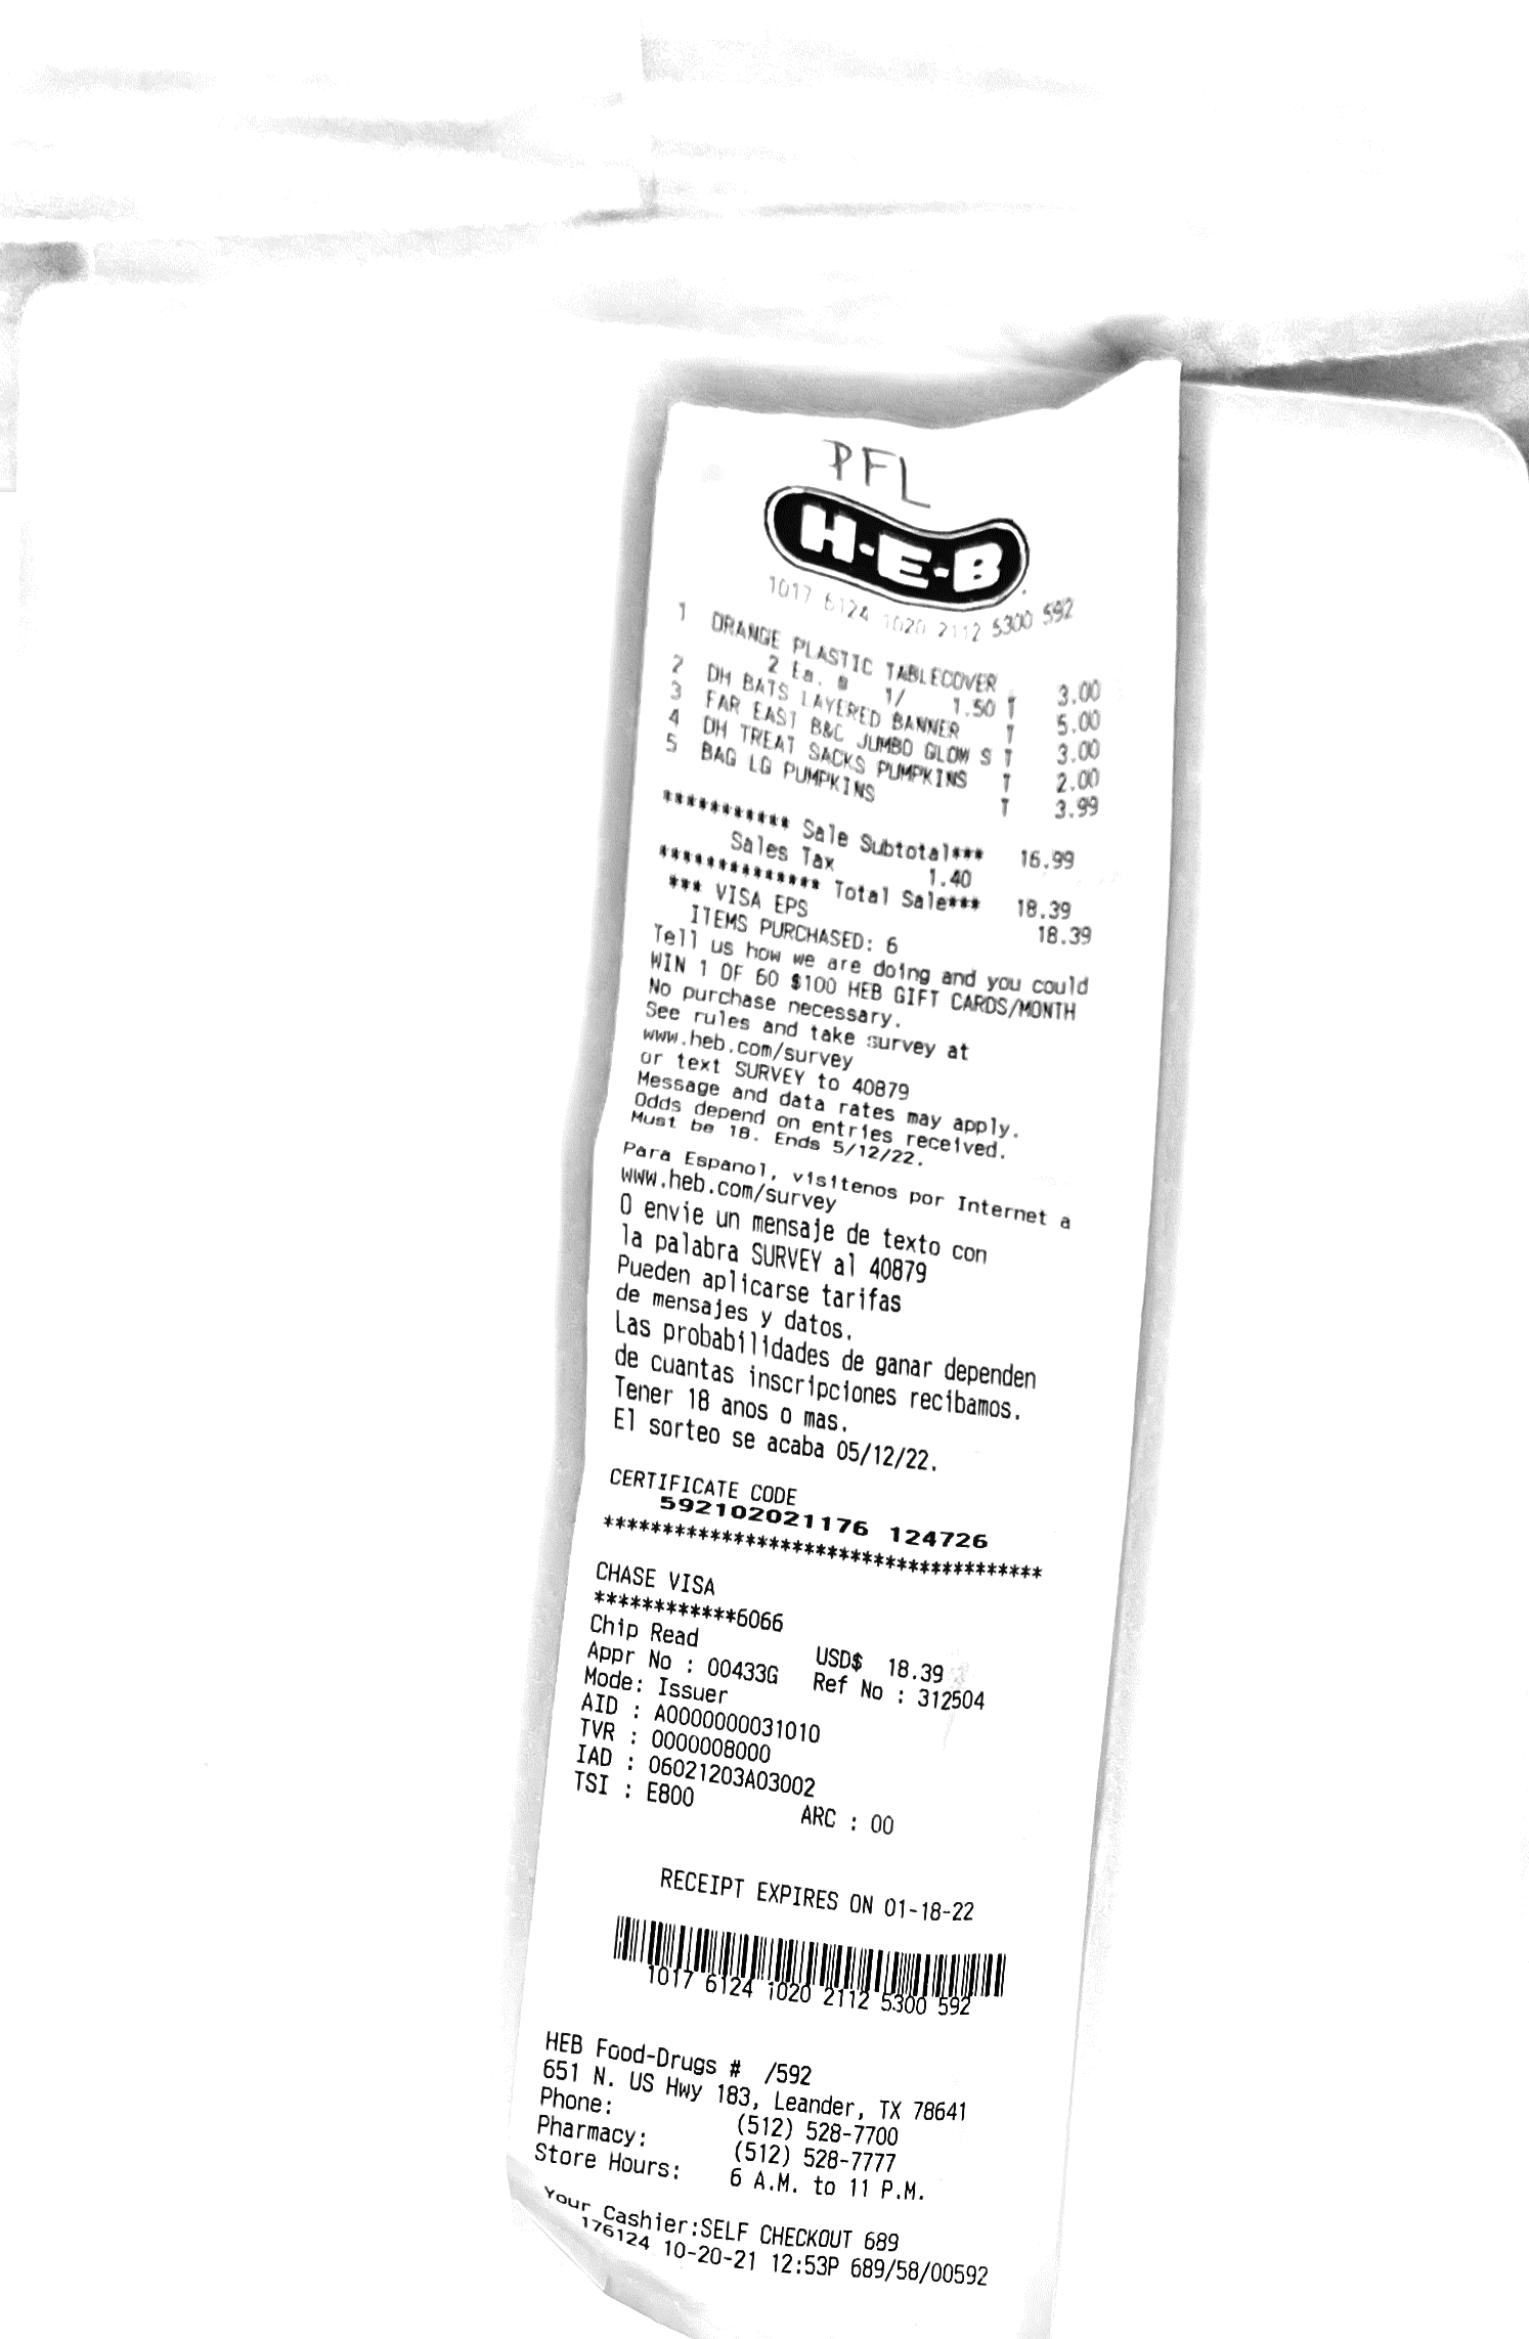 PFL
H-E-B
1017 6124 1020 2112 5300 592
1 ORANGE PLASTIC TABLECOVER
2 Ea. @ 1/ 1.50 T 3.00
2 DH BATS LAYERED BANNER T 5.00
3 FAR EAST B&C JUMBO GLOW S T 3.00
4 DH TREAT SACKS PUMPKINS T 2.00
5 BAG LG PUMPKINS T 3.99
*********** Sale Subtotal*** 16.99
Sales Tax 1.40
************** Total Sale*** 18.39
*** VISA EPS 18.39
ITEMS PURCHASED: 6
Tell us how we are doing and you could
WIN 1 OF 60 $100 HEB GIFT CARDS/MONTH
No purchase necessary.
See rules and take survey at
www.heb.com/survey
or text SURVEY to 40879
Message and data rates may apply.
Odds depend on entries received.
Must be 18. Ends 5/12/22.
Para Espanol, visitenos por Internet a
www.heb.com/survey
O envie un mensaje de texto con
la palabra SURVEY al 40879
Pueden aplicarse tarifas
de mensajes y datos.
Las probabilidades de ganar dependen
de cuantas inscripciones recibamos.
Tener 18 anos o mas.
El sorteo se acaba 05/12/22.
CERTIFICATE CODE
592102021176 124726
*************************************
CHASE VISA
************6066
Chip Read USD$ 18.39
Appr No : 00433G Ref No : 312504
Mode: Issuer
AID : A0000000031010
TVR : 0000008000
IAD : 06021203A03002
TSI : E800 ARC : 00
RECEIPT EXPIRES ON 01-18-22
1017 6124 1020 2112 5300 592
HEB Food-Drugs # /592
651 N. US Hwy 183, Leander, TX 78641
Phone: (512) 528-7700
Pharmacy: (512) 528-7777
Store Hours: 6 A.M. to 11 P.M.
Your Cashier:SELF CHECKOUT 689
176124 10-20-21 12:53P 689/58/00592